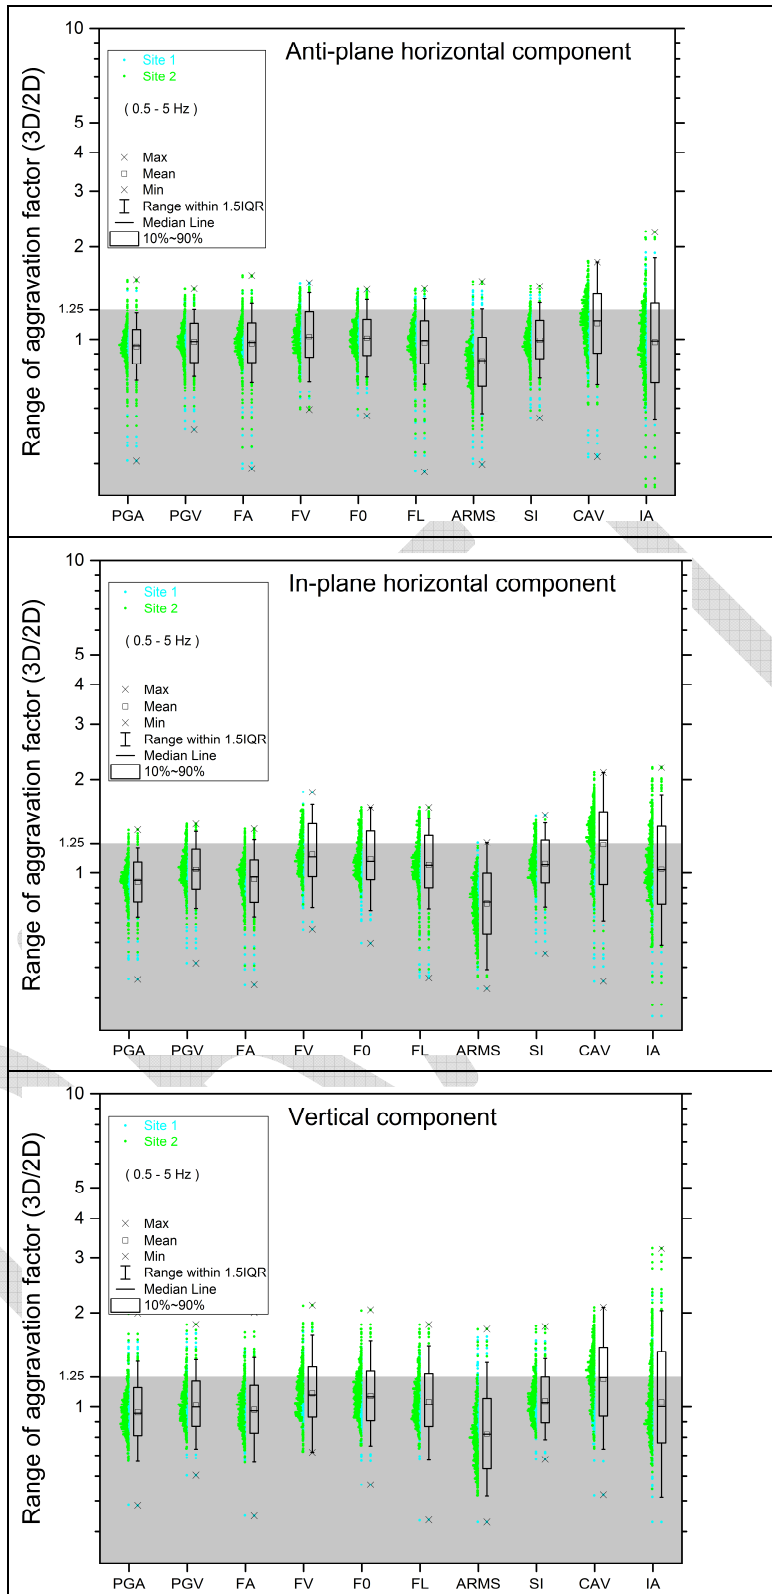 Anti-plane horizontal component
Range of aggravation factor (3D/2D)
10
5
4
3
2
1.25
1
Site 1
Site 2
( 0.5 - 5 Hz )
Max
Mean
Min
Range within 1.5IQR
Median Line
10%~90%
PGA PGV FA FV F0 FL ARMS SI CAV IA
In-plane horizontal component
Range of aggravation factor (3D/2D)
10
5
4
3
2
1.25
1
Site 1
Site 2
( 0.5 - 5 Hz )
Max
Mean
Min
Range within 1.5IQR
Median Line
10%~90%
PGA PGV FA FV F0 FL ARMS SI CAV IA
Vertical component
Range of aggravation factor (3D/2D)
10
5
4
3
2
1.25
1
Site 1
Site 2
( 0.5 - 5 Hz )
Max
Mean
Min
Range within 1.5IQR
Median Line
10%~90%
PGA PGV FA FV F0 FL ARMS SI CAV IA